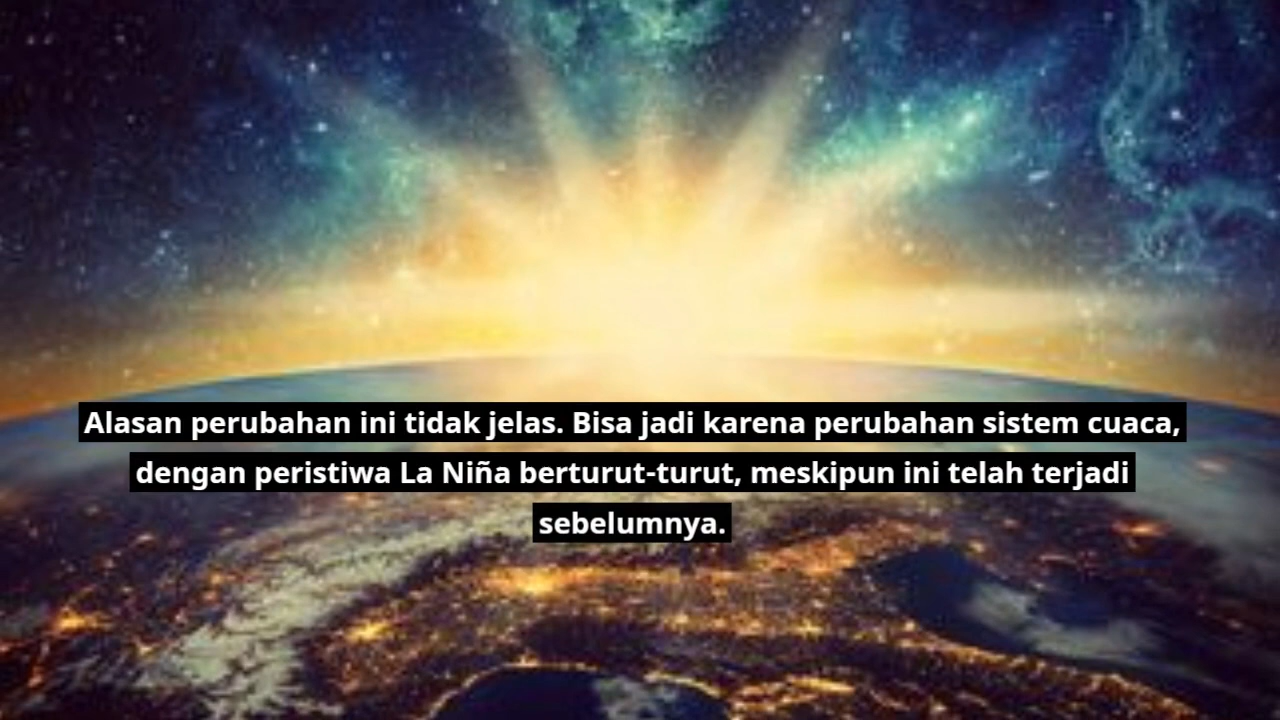 Alasan perubahan ini tidak jelas. Bisa jadi karena perubahan sistem cuaca,
dengan peristiwa La Niña berturut-turut, meskipun ini telah terjadi
sebelumnya.